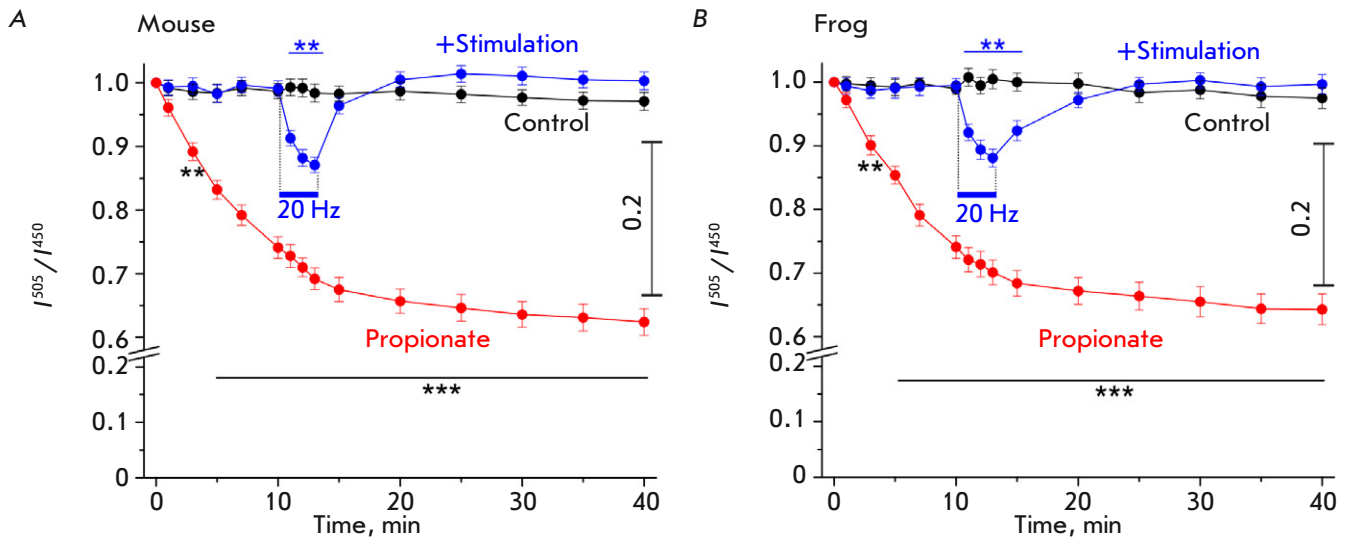 A
Mouse
**
+Stimulation
1.0
0.9
0.8
0.7
0.6
0.2
0.1
0
I505/I450
Control
**
20 Hz
0.2
Propionate
***
0 10 20 30 40
Time, min
B
Frog
**
+Stimulation
1.0
0.9
0.8
0.7
0.6
0.2
0.1
0
I505/I450
Control
**
20 Hz
0.2
Propionate
***
0 10 20 30 40
Time, min